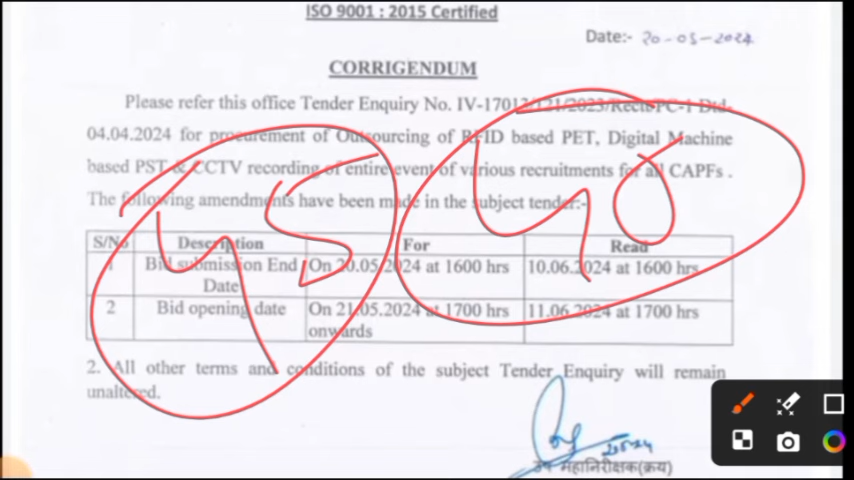 ISO 9001 : 2015 Certified
Date:- 20-05-2024
CORRIGENDUM
Please refer this office Tender Enquiry No. IV-17017/121/2023/Rectt/PC-1 Dtd-
04.04.2024 for procurement of Outsourcing of RFID based PET, Digital Machine
based PST & CCTV recording of entire event of various recruitments for all CAPFs .
The following amendments have been made in the subject tender:-
45 48
S/No Description For Read
1 Bid submission End Date On 20.05.2024 at 1600 hrs 10.06.2024 at 1600 hrs
2 Bid opening date On 21.05.2024 at 1700 hrs onwards 11.06.2024 at 1700 hrs
2. All other terms and conditions of the subject Tender Enquiry will remain
unaltered.
उप महानिरीक्षक(क्रय)